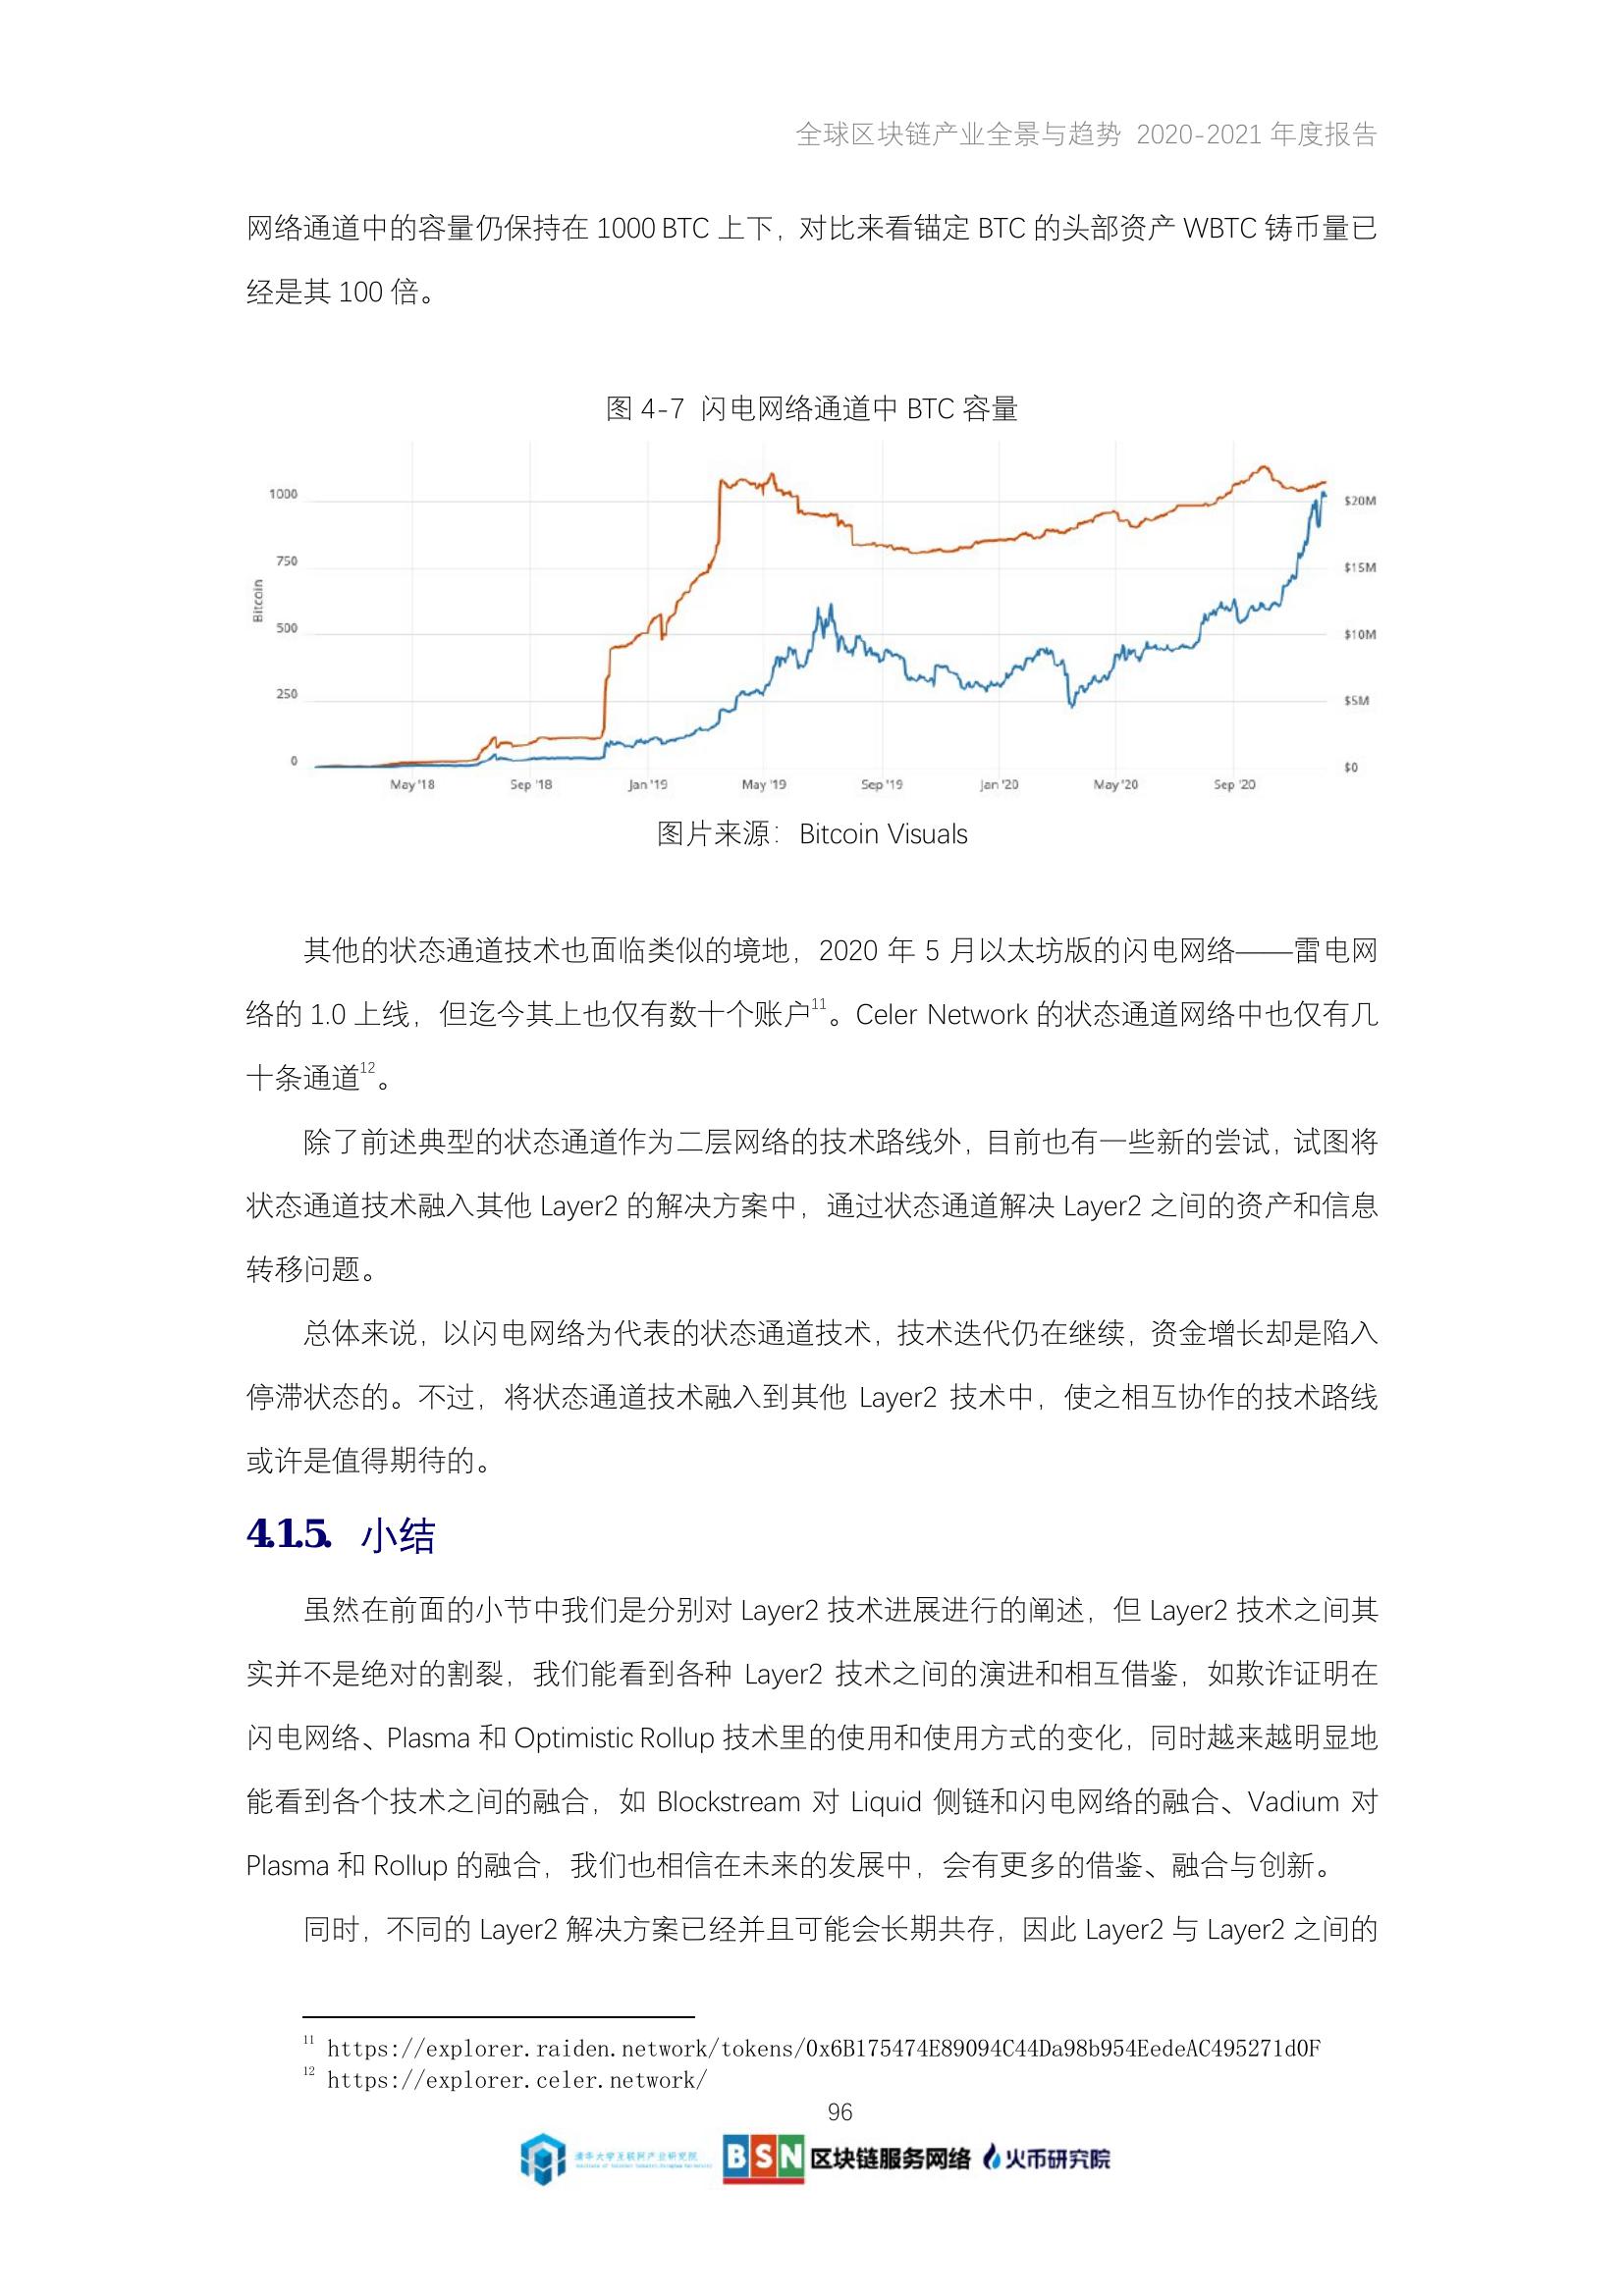 全球区块链产业全景与趋势 2020-2021 年度报告
网络通道中的容量仍保持在 1000 BTC 上下，对比来看锚定 BTC 的头部资产 WBTC 铸币量已
经是其 100 倍。
图 4-7 闪电网络通道中 BTC 容量
Bitcoin
1000
750
500
250
0
$20M
$15M
$10M
$5M
$0
May '18 Sep '18 Jan '19 May '19 Sep '19 Jan '20 May '20 Sep '20
图片来源：Bitcoin Visuals
其他的状态通道技术也面临类似的境地，2020 年 5 月以太坊版的闪电网络——雷电网
络的 1.0 上线，但迄今其上也仅有数十个账户11。Celer Network 的状态通道网络中也仅有几
十条通道12。
除了前述典型的状态通道作为二层网络的技术路线外，目前也有一些新的尝试，试图将
状态通道技术融入其他 Layer2 的解决方案中，通过状态通道解决 Layer2 之间的资产和信息
转移问题。
总体来说，以闪电网络为代表的状态通道技术，技术迭代仍在继续，资金增长却是陷入
停滞状态的。不过，将状态通道技术融入到其他 Layer2 技术中，使之相互协作的技术路线
或许是值得期待的。
4.1.5. 小结
虽然在前面的小节中我们是分别对 Layer2 技术进展进行的阐述，但 Layer2 技术之间其
实并不是绝对的割裂，我们能看到各种 Layer2 技术之间的演进和相互借鉴，如欺诈证明在
闪电网络、Plasma 和 Optimistic Rollup 技术里的使用和使用方式的变化，同时越来越明显地
能看到各个技术之间的融合，如 Blockstream 对 Liquid 侧链和闪电网络的融合、Vadium 对
Plasma 和 Rollup 的融合，我们也相信在未来的发展中，会有更多的借鉴、融合与创新。
同时，不同的 Layer2 解决方案已经并且可能会长期共存，因此 Layer2 与 Layer2 之间的
11 https://explorer.raiden.network/tokens/0x6B175474E89094C44Da98b954EedeAC495271d0F
12 https://explorer.celer.network/
96
清华大学互联网产业研究院
BSN 区块链服务网络 火币研究院